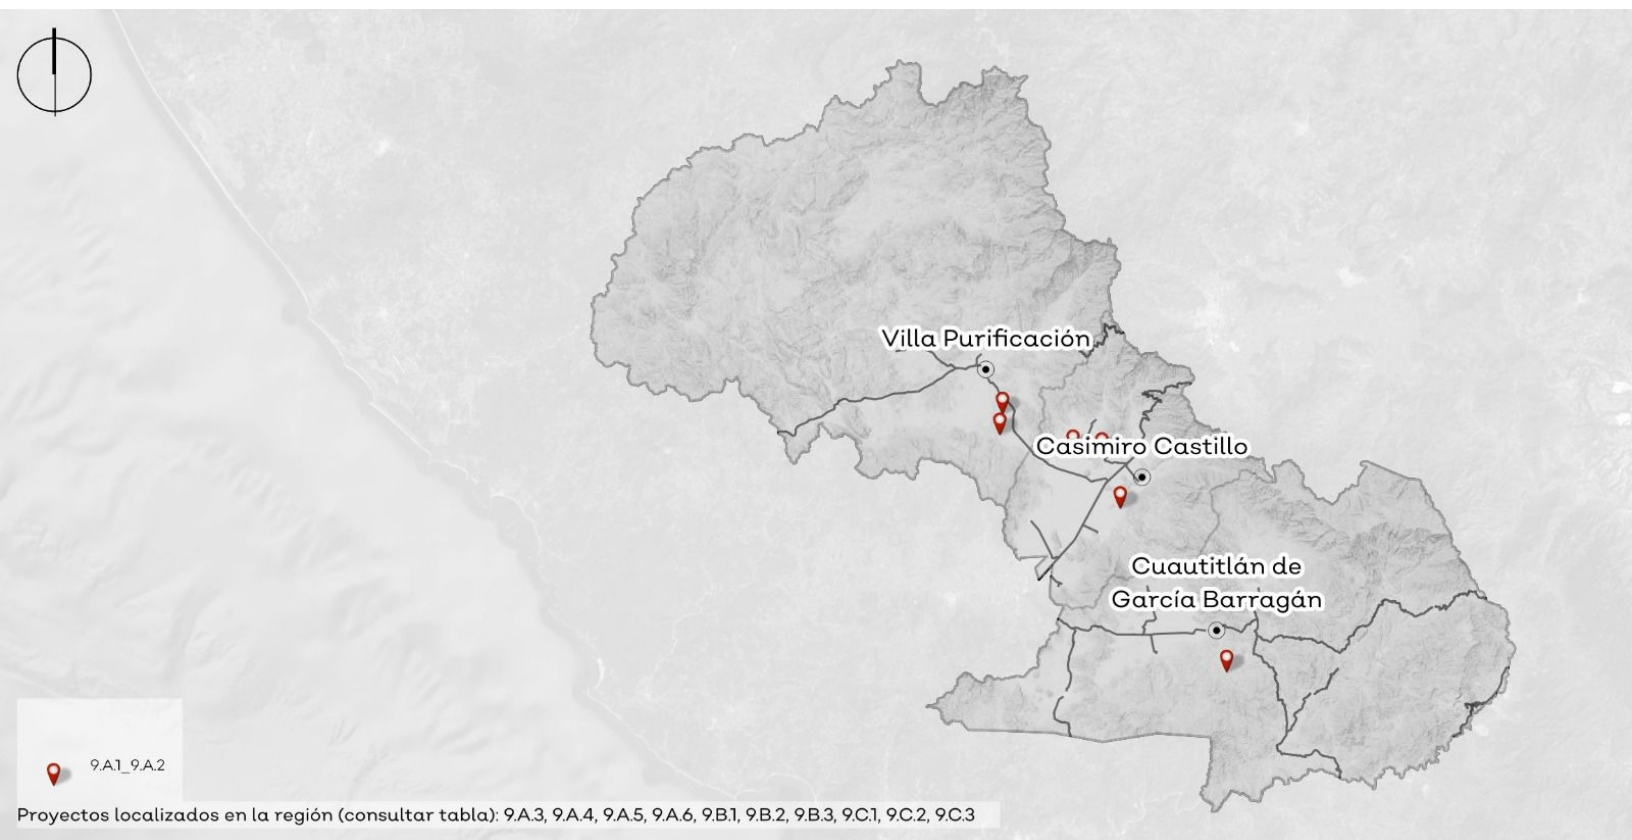 Villa Purificación
Casimiro Castillo
Cuautitlán de
García Barragán
9.A.1_9.A.2
Proyectos localizados en la región (consultar tabla): 9.A.3, 9.A.4, 9.A.5, 9.A.6, 9.B.1, 9.B.2, 9.B.3, 9.C.1, 9.C.2, 9.C.3